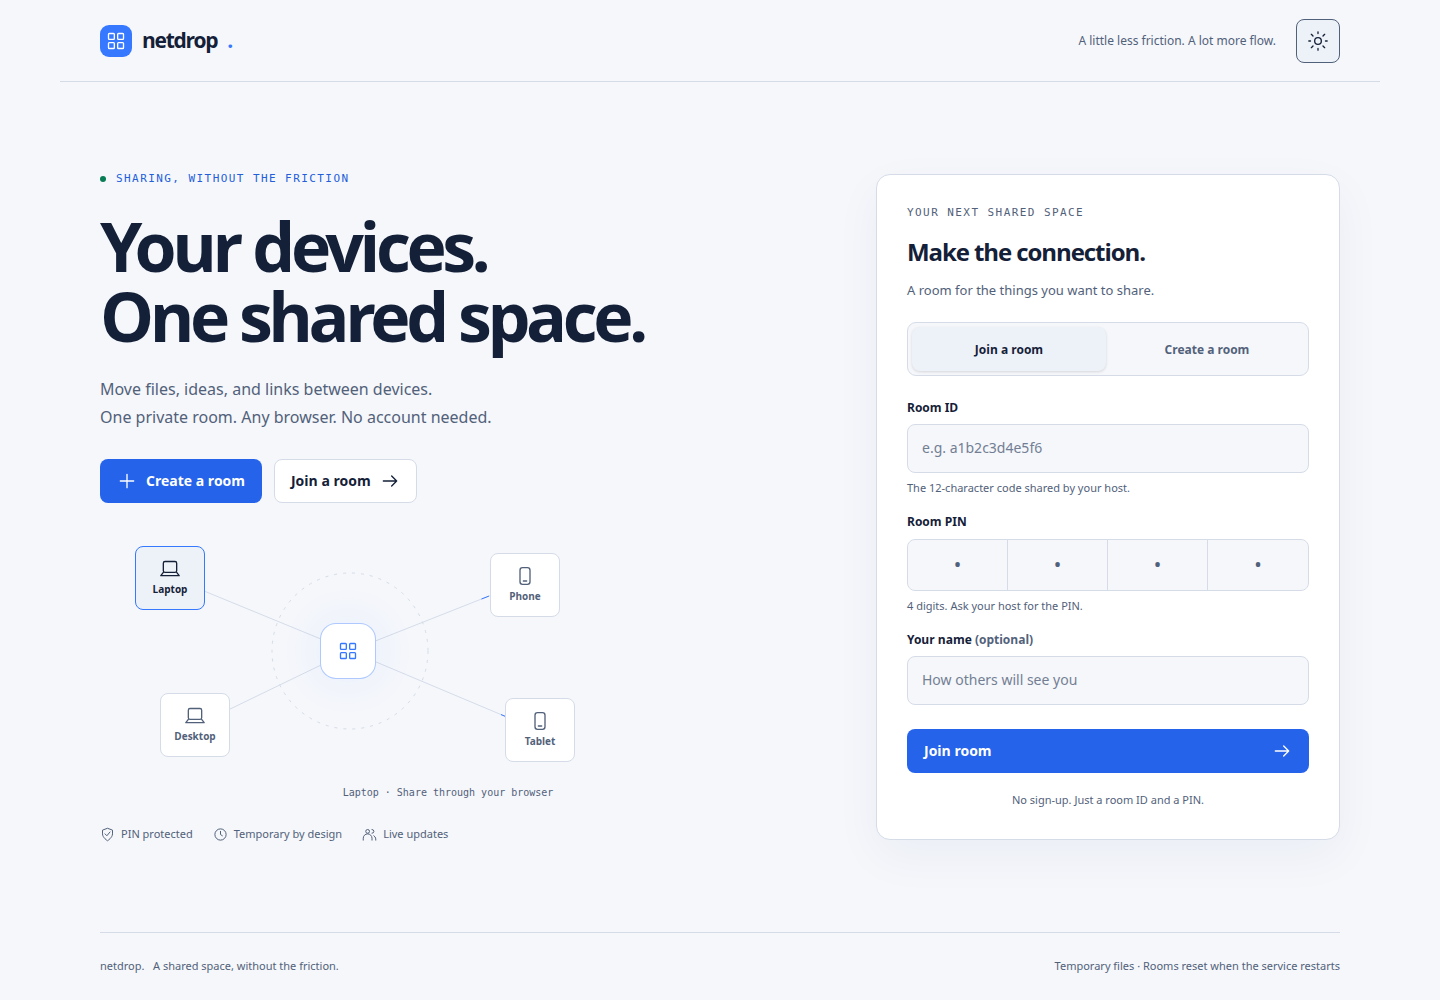 netdrop.
A little less friction. A lot more flow.
SHARING, WITHOUT THE FRICTION
Your devices.
One shared space.
Move files, ideas, and links between devices.
One private room. Any browser. No account needed.
Create a room
Join a room
Laptop
Phone
Desktop
Tablet
Laptop · Share through your browser
PIN protected
Temporary by design
Live updates
YOUR NEXT SHARED SPACE
Make the connection.
A room for the things you want to share.
Join a room
Create a room
Room ID
e.g. a1b2c3d4e5f6
The 12-character code shared by your host.
Room PIN
• • • •
4 digits. Ask your host for the PIN.
Your name (optional)
How others will see you
Join room
No sign-up. Just a room ID and a PIN.
netdrop. A shared space, without the friction.
Temporary files · Rooms reset when the service restarts